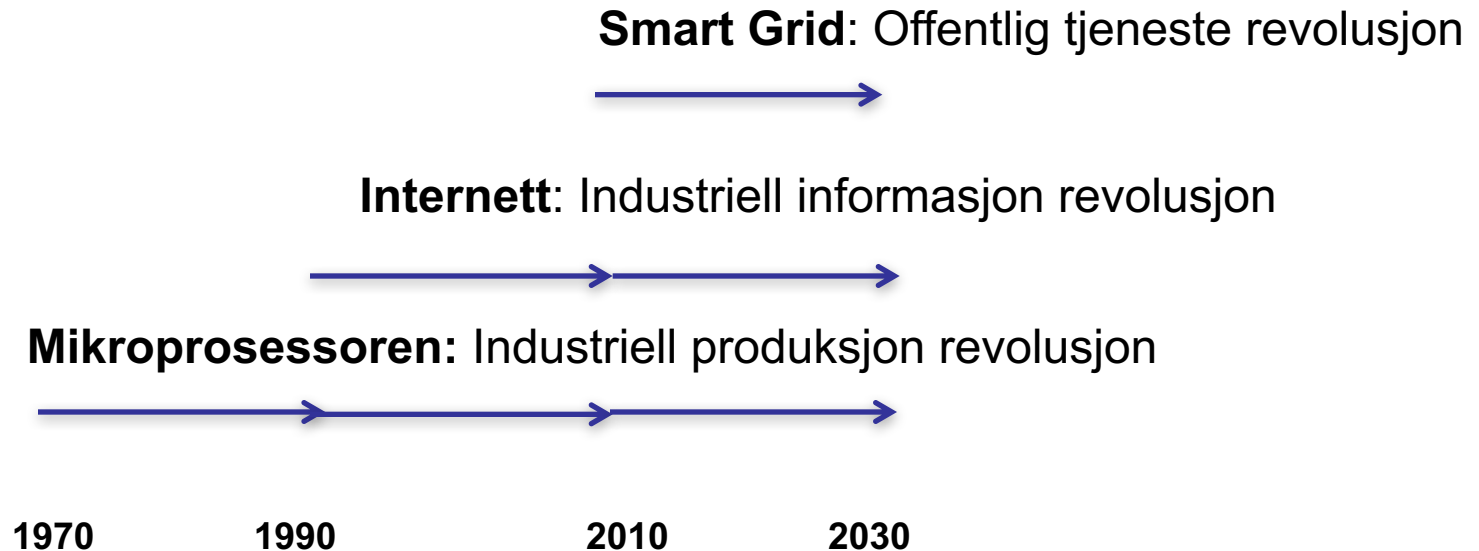 Smart Grid: Offentlig tjeneste revolusjon
Internett: Industriell informasjon revolusjon
Mikroprosessoren: Industriell produksjon revolusjon
1970 1990 2010 2030